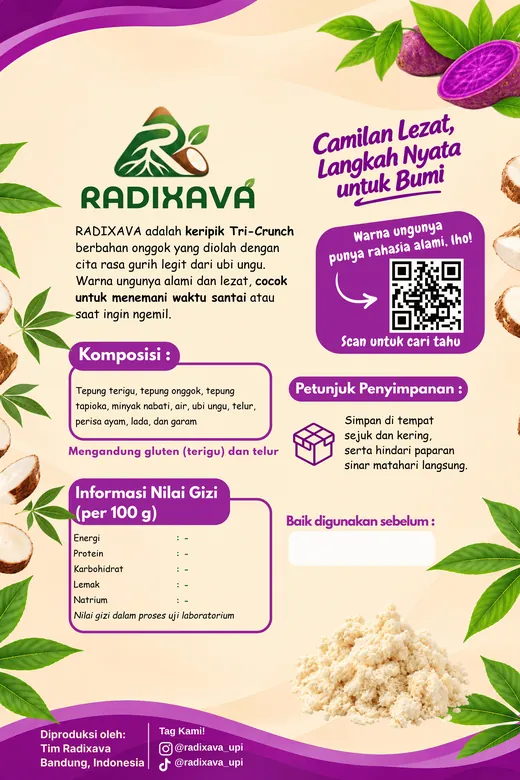 RADIXAVA
RADIXAVA adalah keripik Tri-Crunch
berbahan onggok yang diolah dengan
cita rasa gurih legit dari ubi ungu.
Warna ungunya alami dan lezat, cocok
untuk menemani waktu santai atau
saat ingin ngemil.
Komposisi :
Tepung terigu, tepung onggok, tepung
tapioka, minyak nabati, air, ubi ungu, telur,
perisa ayam, lada, dan garam
Mengandung gluten (terigu) dan telur
Informasi Nilai Gizi
(per 100 g)
Energi : -
Protein : -
Karbohidrat : -
Lemak : -
Natrium : -
Nilai gizi dalam proses uji laboratorium
Camilan Lezat,
Langkah Nyata
untuk Bumi
Warna ungunya
punya rahasia alami, lho!
Scan untuk cari tahu
Petunjuk Penyimpanan :
Simpan di tempat
sejuk dan kering,
serta hindari paparan
sinar matahari langsung.
Baik digunakan sebelum :
Diproduksi oleh:
Tim Radixava
Bandung, Indonesia
Tag Kami!
@radixava_upi
@radixava_upi